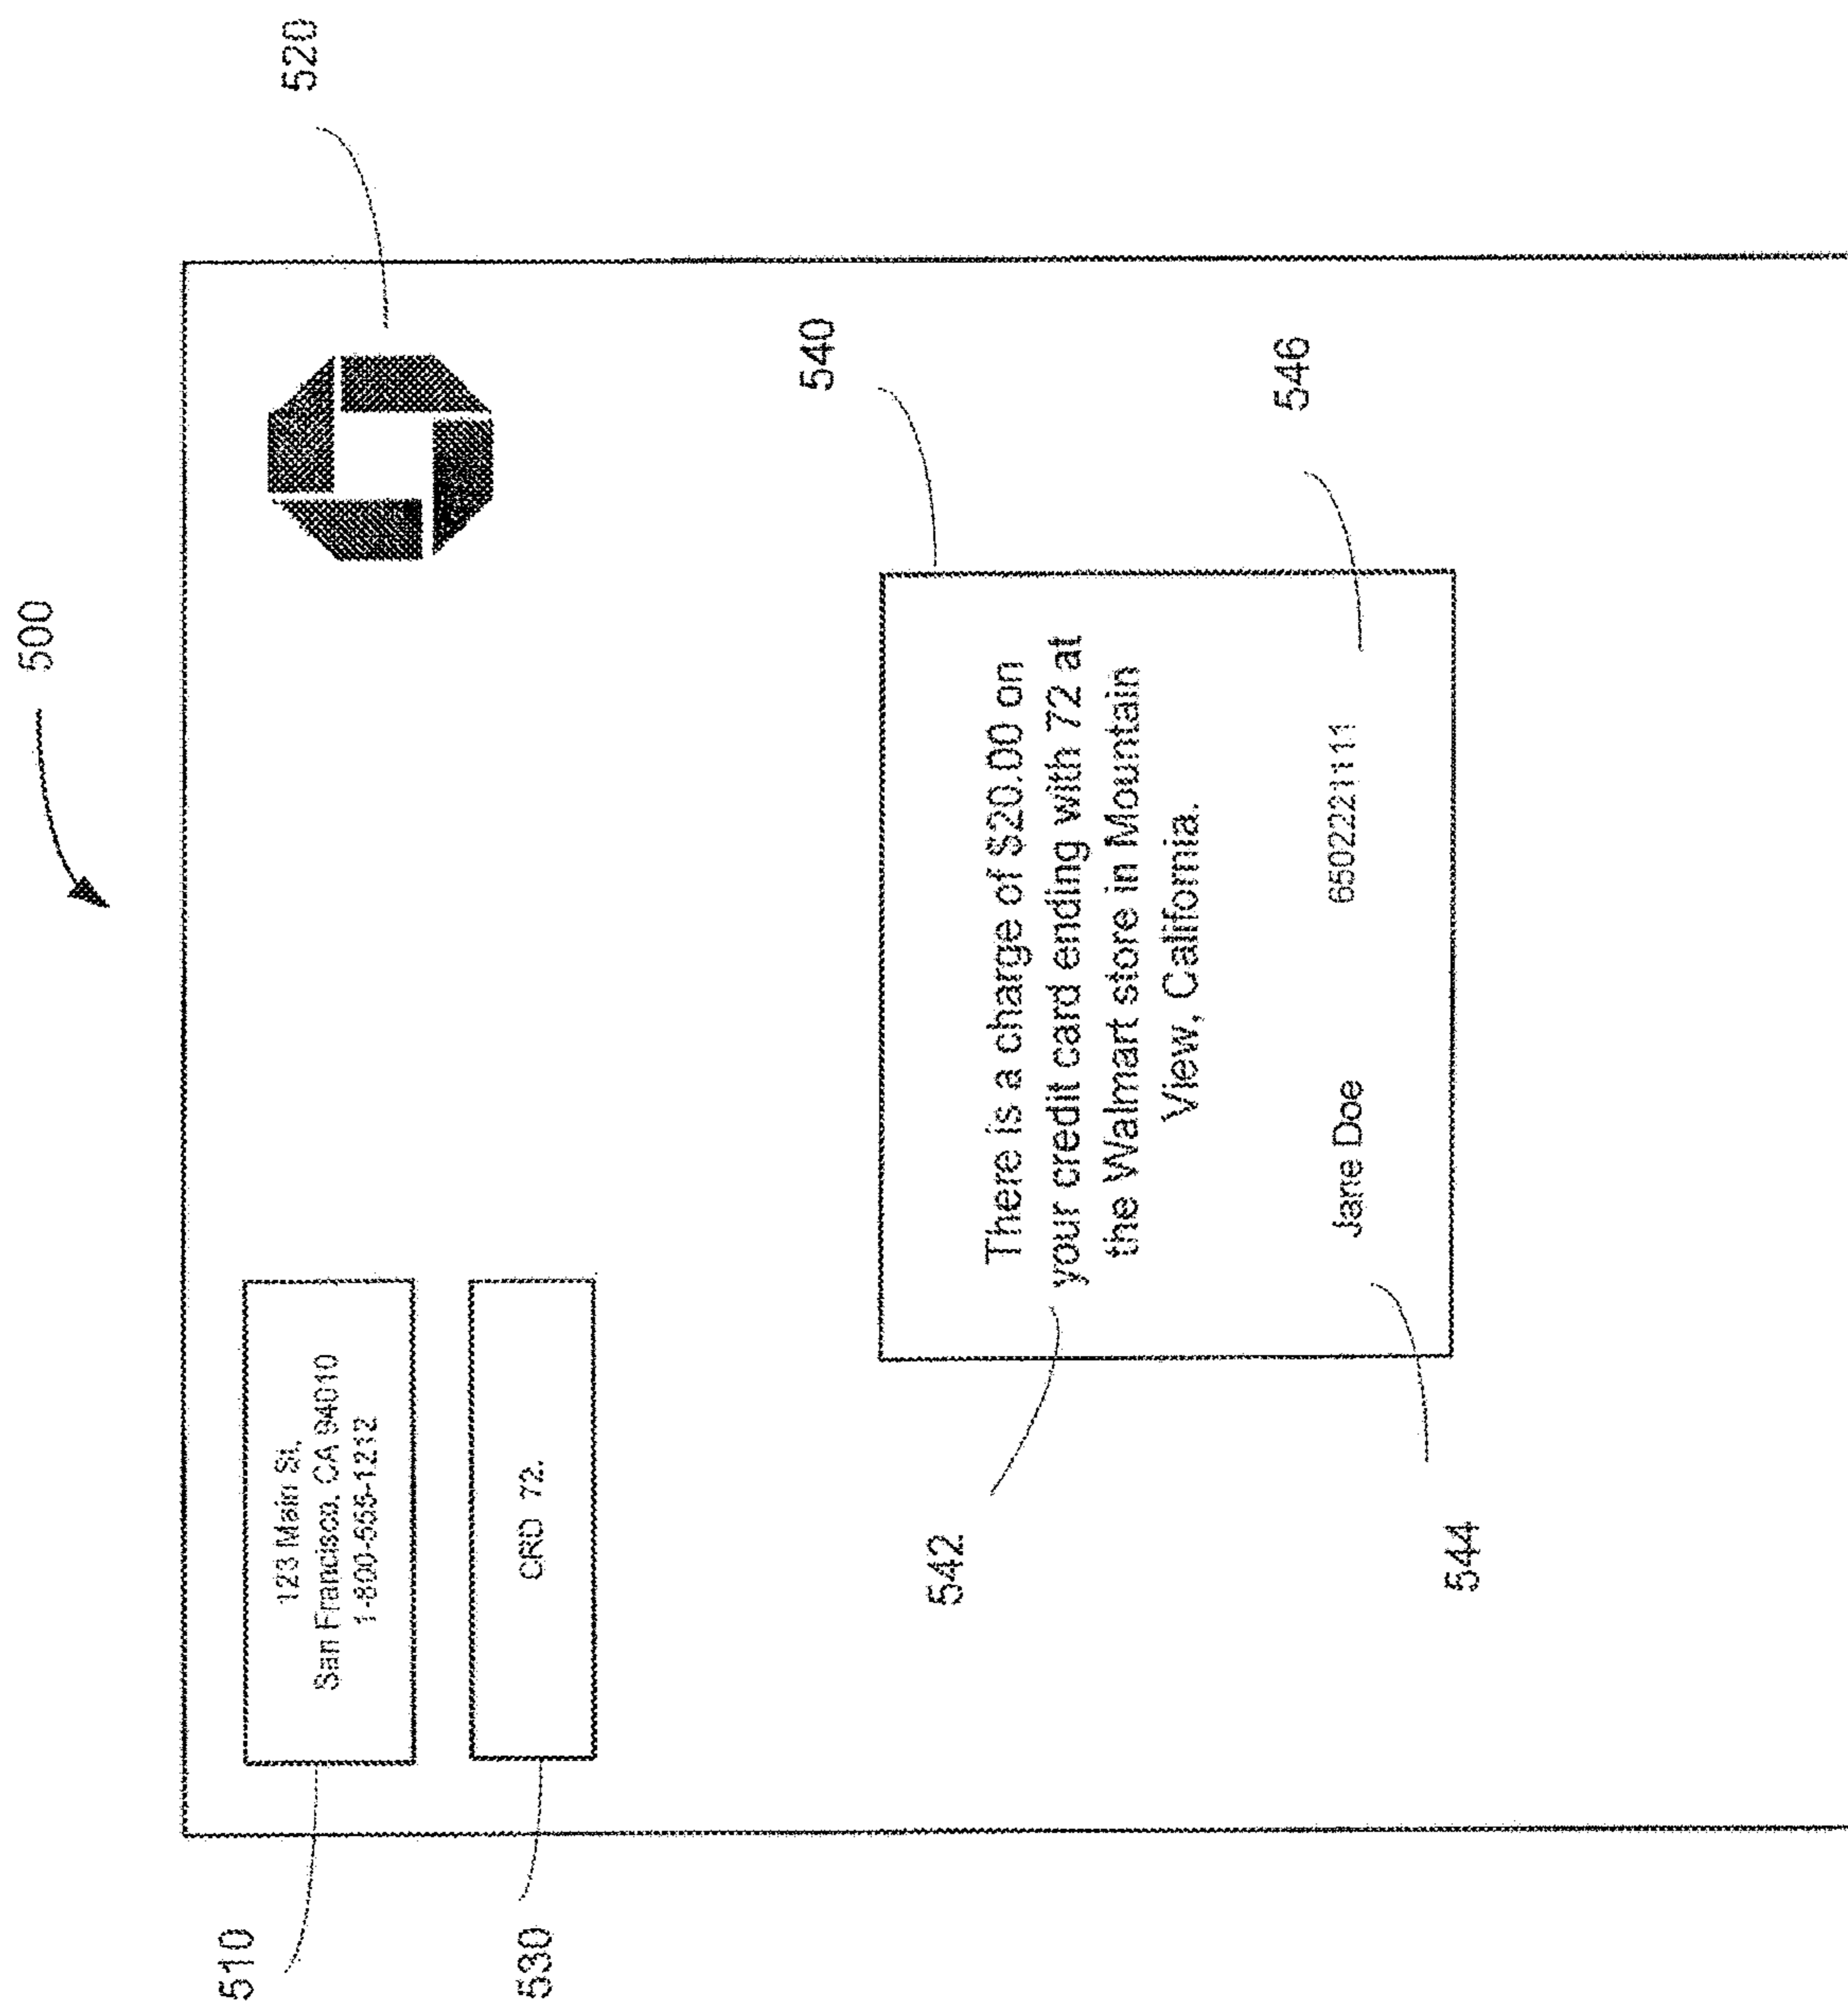 500
520
510
123 Main St.
San Francisco, CA 94010
1-800-555-1212
530
CRD 72.
540
542
There is a charge of $20.00 on
your credit card ending with 72 at
the Walmart store in Mountain
View, California.
546
544
Jane Doe 6502221111